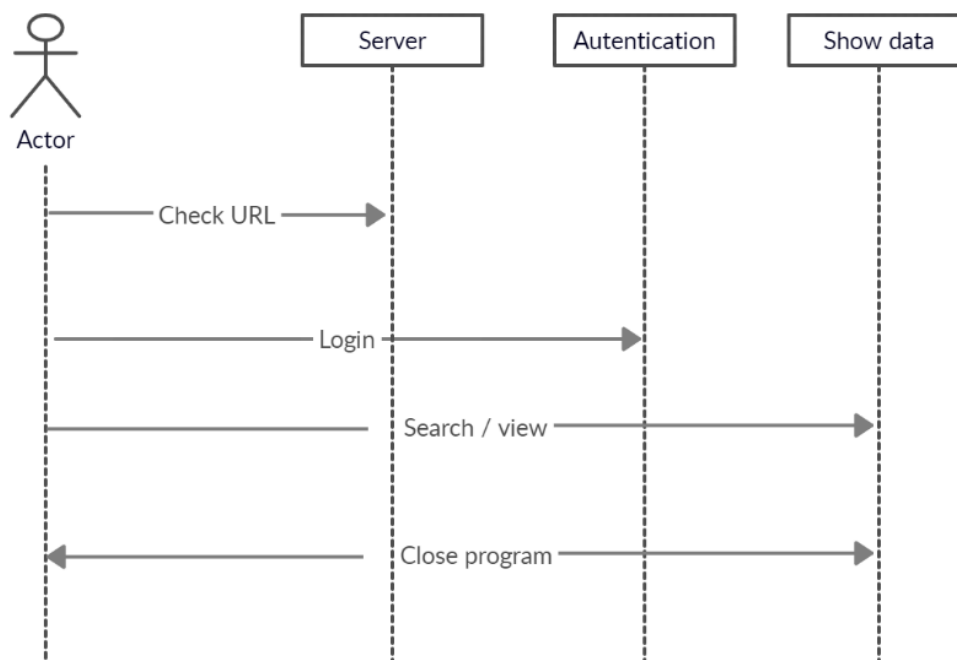 Server
Autentication
Show data
Actor
Check URL
Login
Search / view
Close program